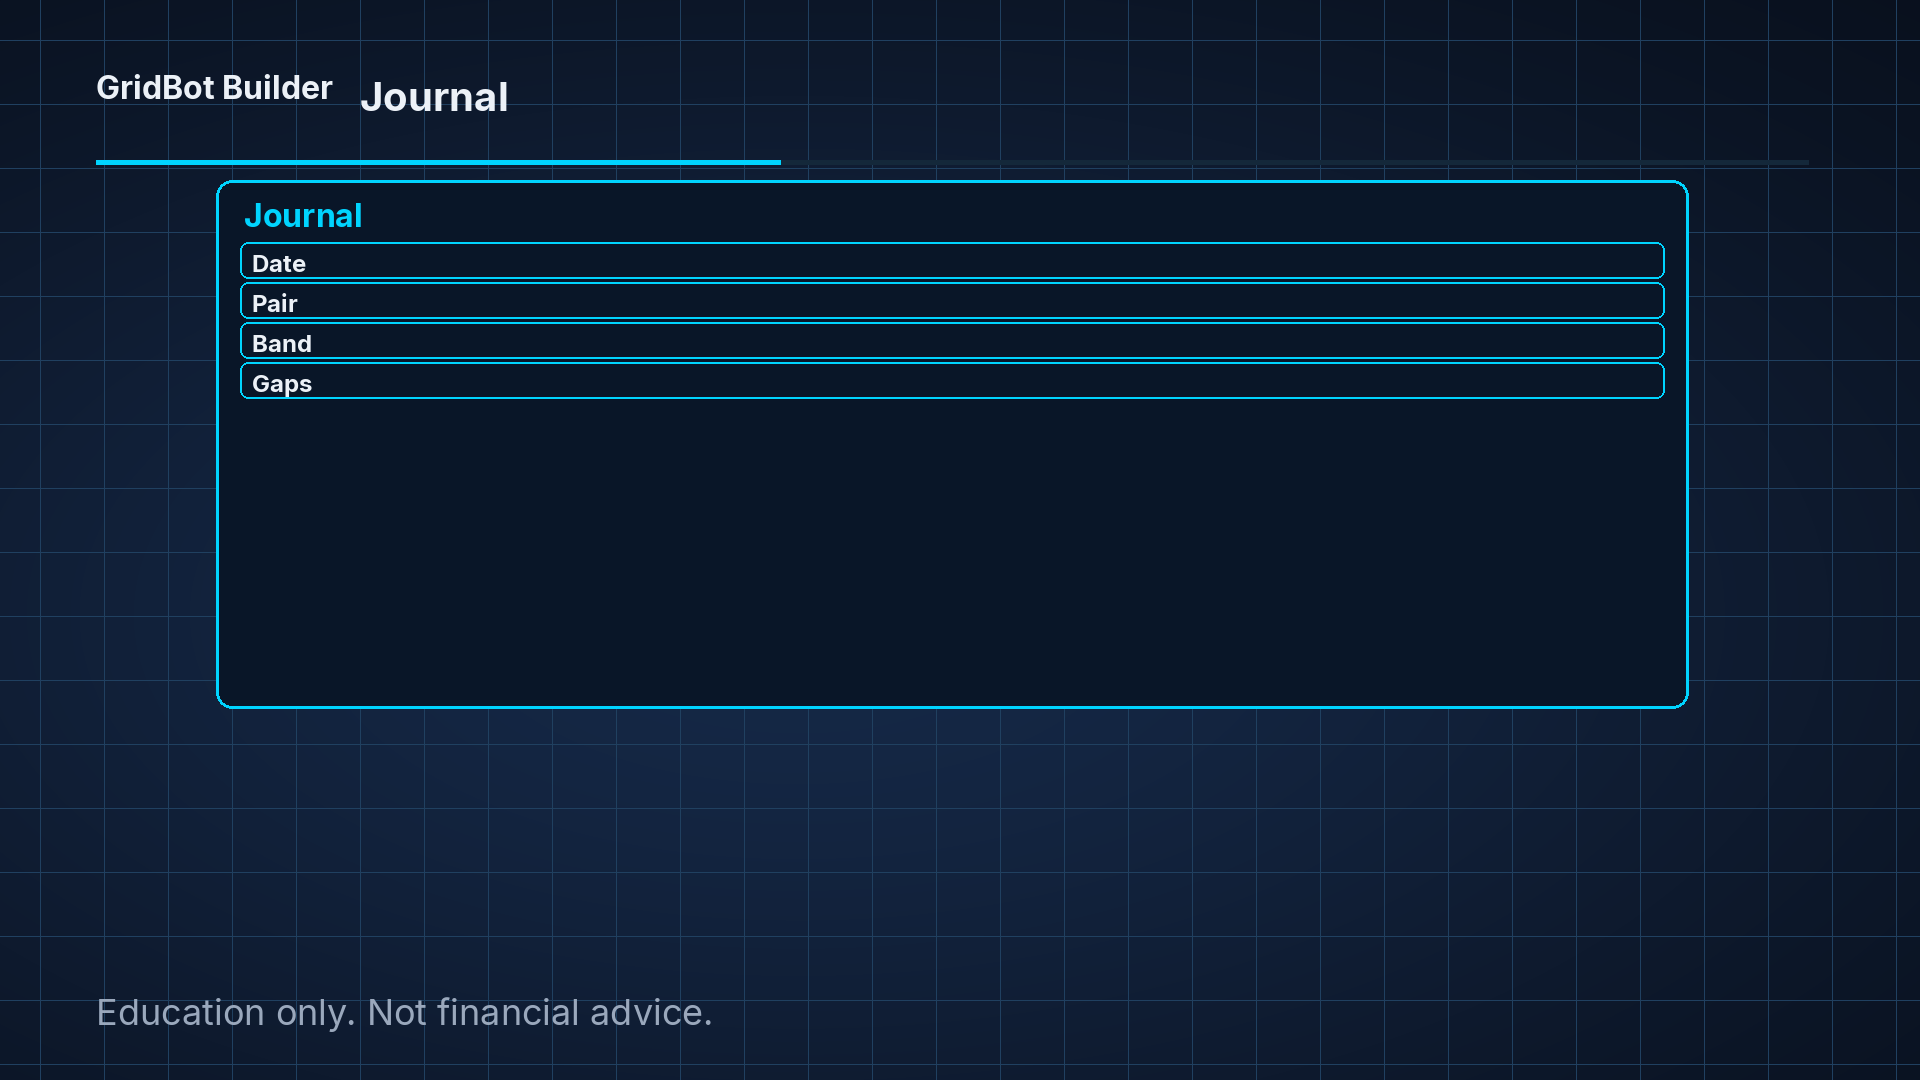 GridBot Builder
Journal
Journal
Date
Pair
Band
Gaps
Education only. Not financial advice.